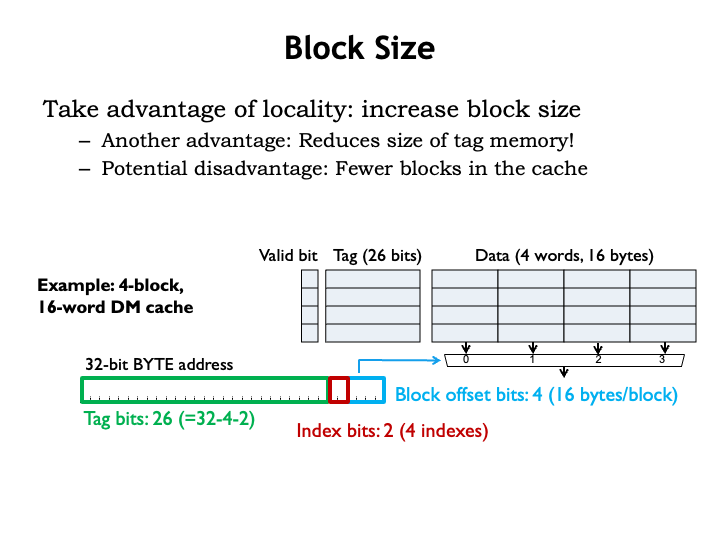 Block Size
Take advantage of locality: increase block size
– Another advantage: Reduces size of tag memory!
– Potential disadvantage: Fewer blocks in the cache
Valid bit Tag (26 bits) Data (4 words, 16 bytes)
Example: 4-block,
16-word DM cache
0 1 2 3
32-bit BYTE address
Block offset bits: 4 (16 bytes/block)
Tag bits: 26 (=32-4-2)
Index bits: 2 (4 indexes)